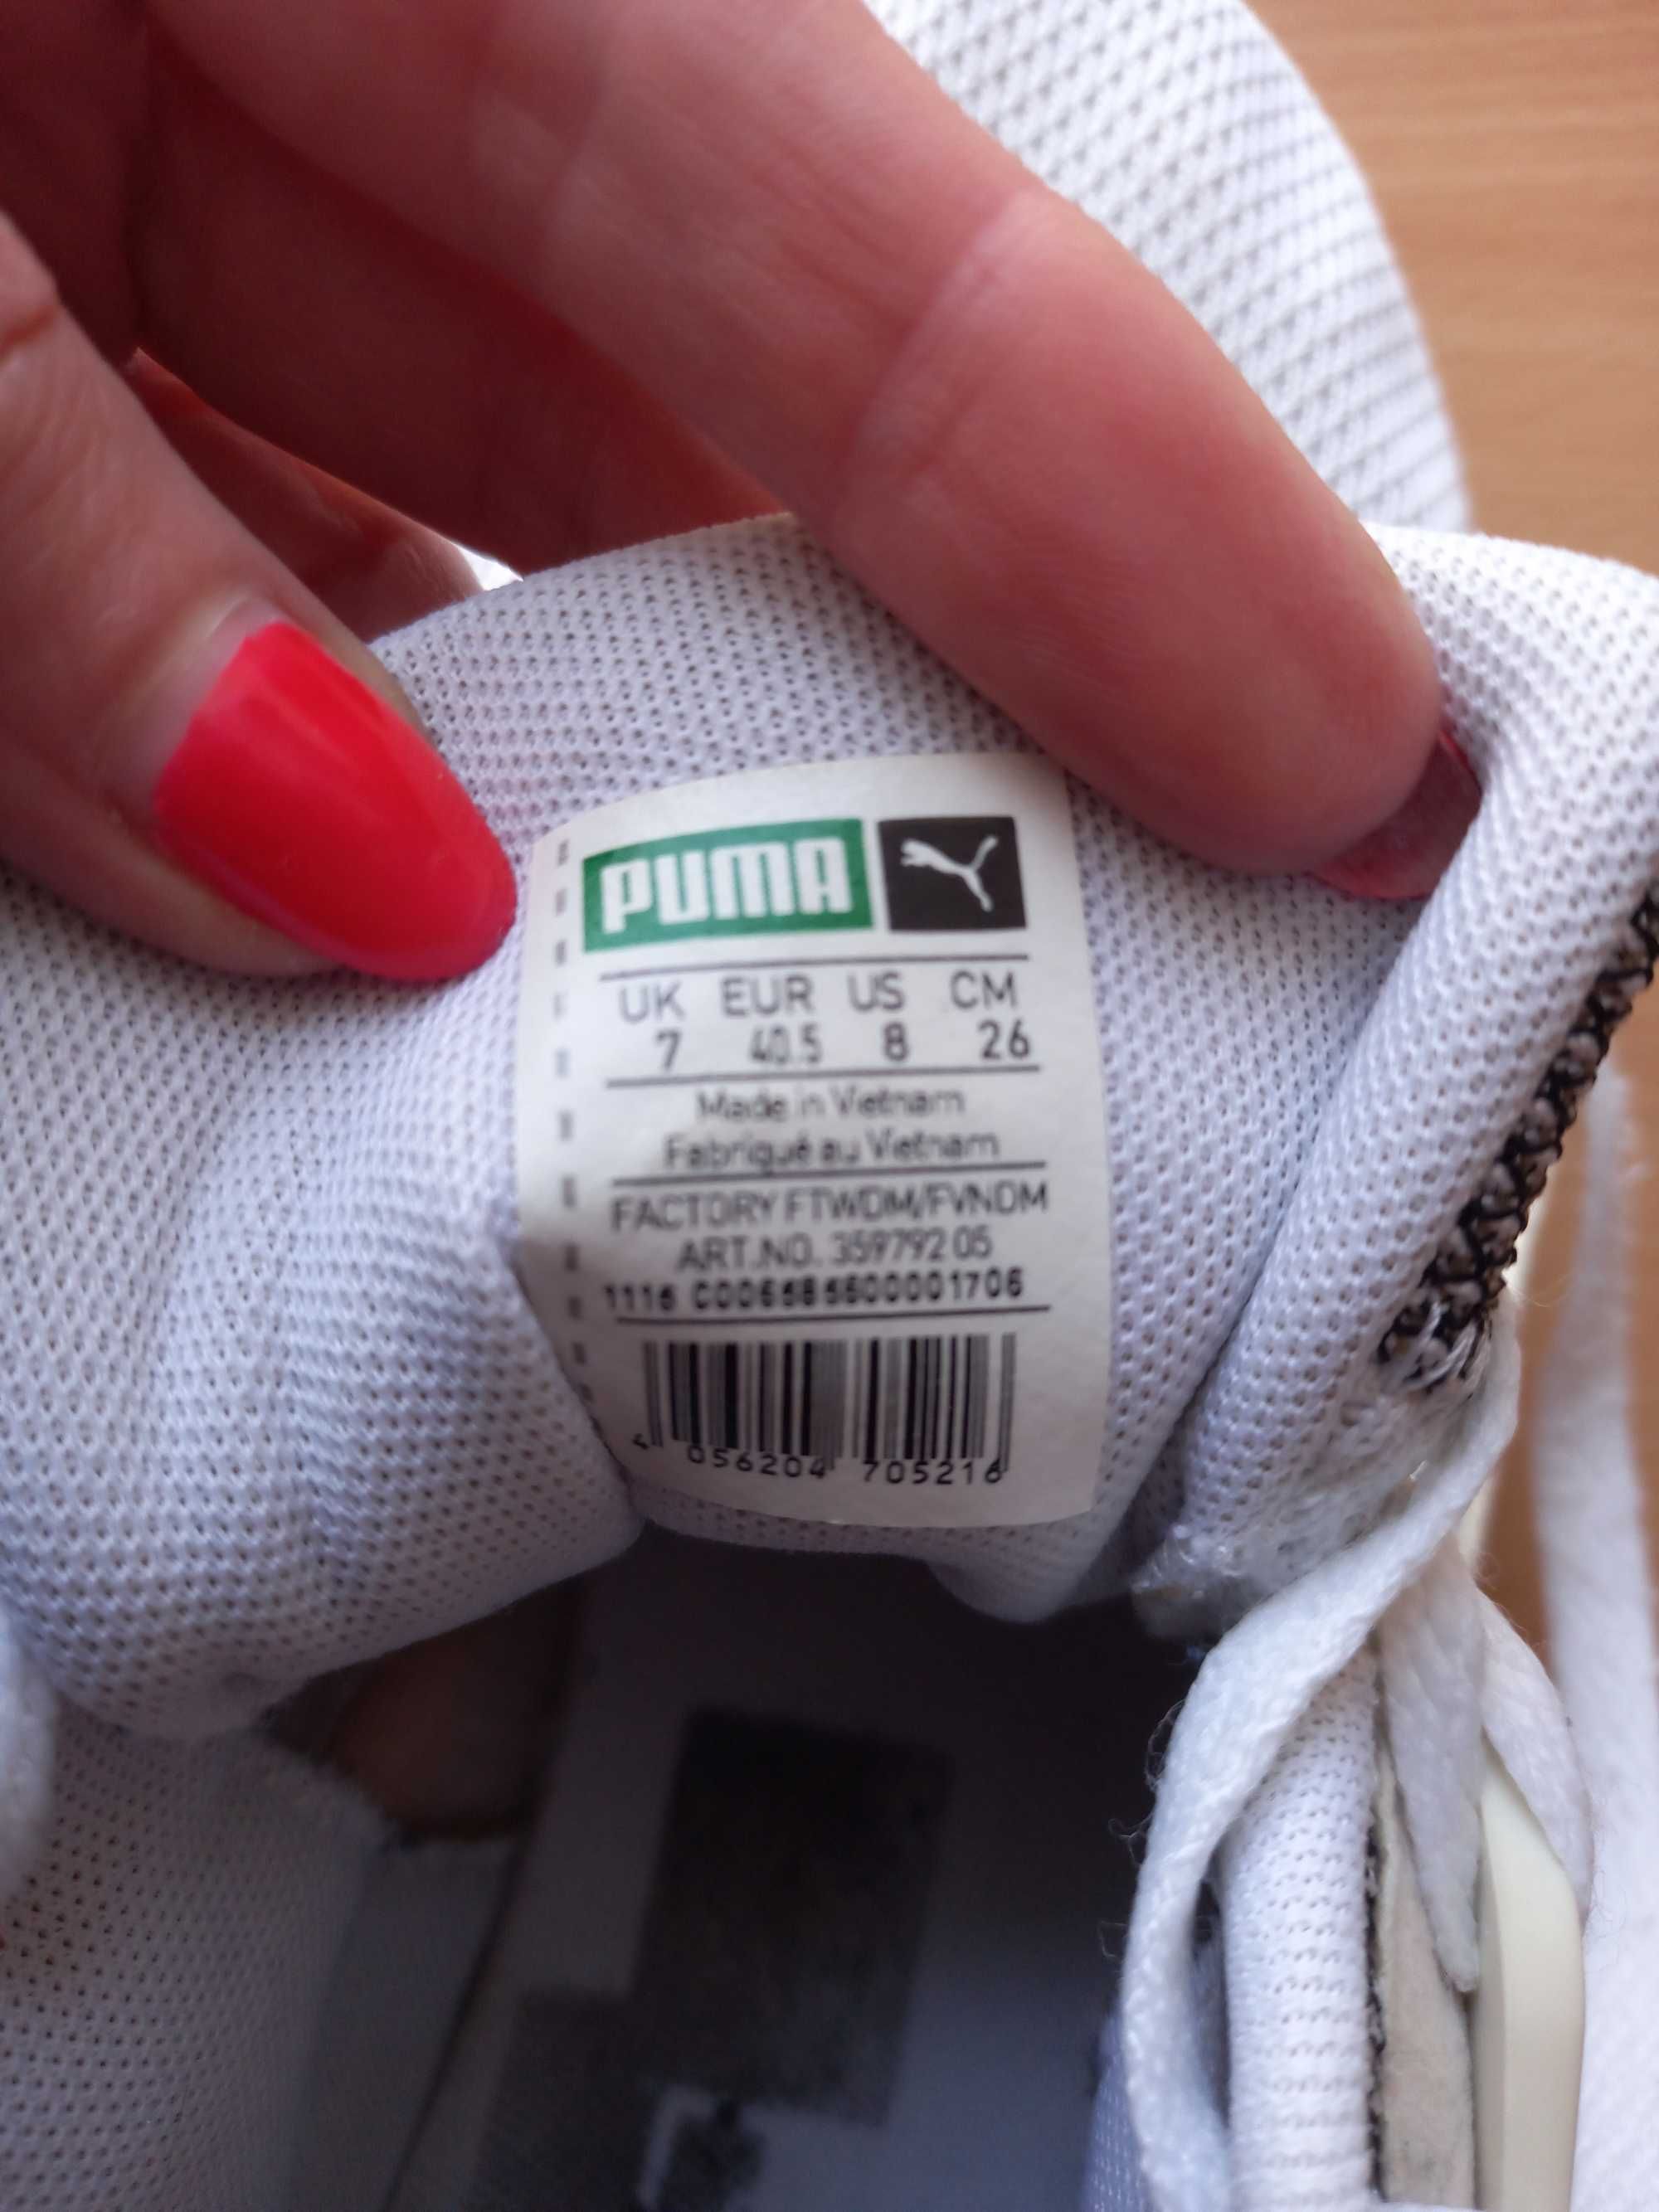 PUMA
UK EUR US CM
7 40.5 8 26
Made in Vietnam
Fabriqué au Vietnam
FACTORY FTWDM/FVNDM
ART.NO. 359792 05
4 056204 705216